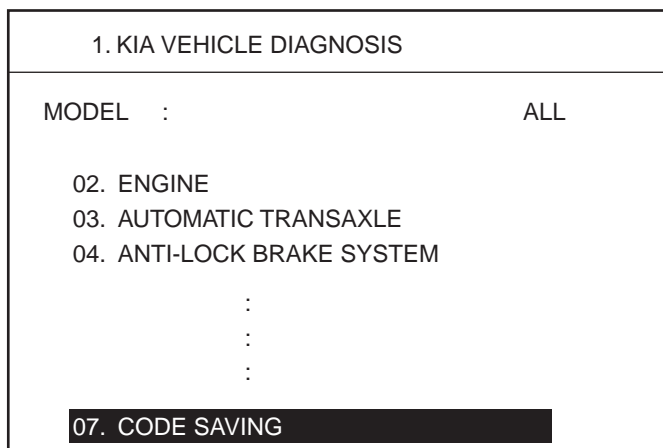 1. KIA VEHICLE DIAGNOSIS
MODEL : ALL
02. ENGINE
03. AUTOMATIC TRANSAXLE
04. ANTI-LOCK BRAKE SYSTEM
:
:
:
07. CODE SAVING